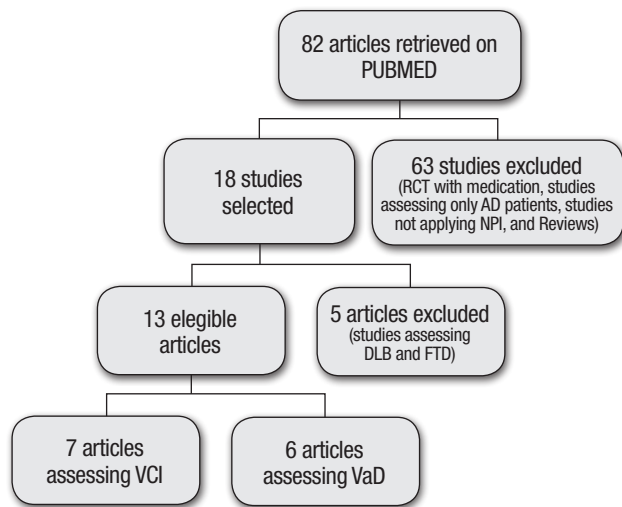 82 articles retrieved on
PUBMED
18 studies
selected
63 studies excluded
(RCT with medication, studies
assessing only AD patients, studies
not applying NPI, and Reviews)
13 elegible
articles
5 articles excluded
(studies assessing
DLB and FTD)
7 articles
assessing VCI
6 articles
assessing VaD